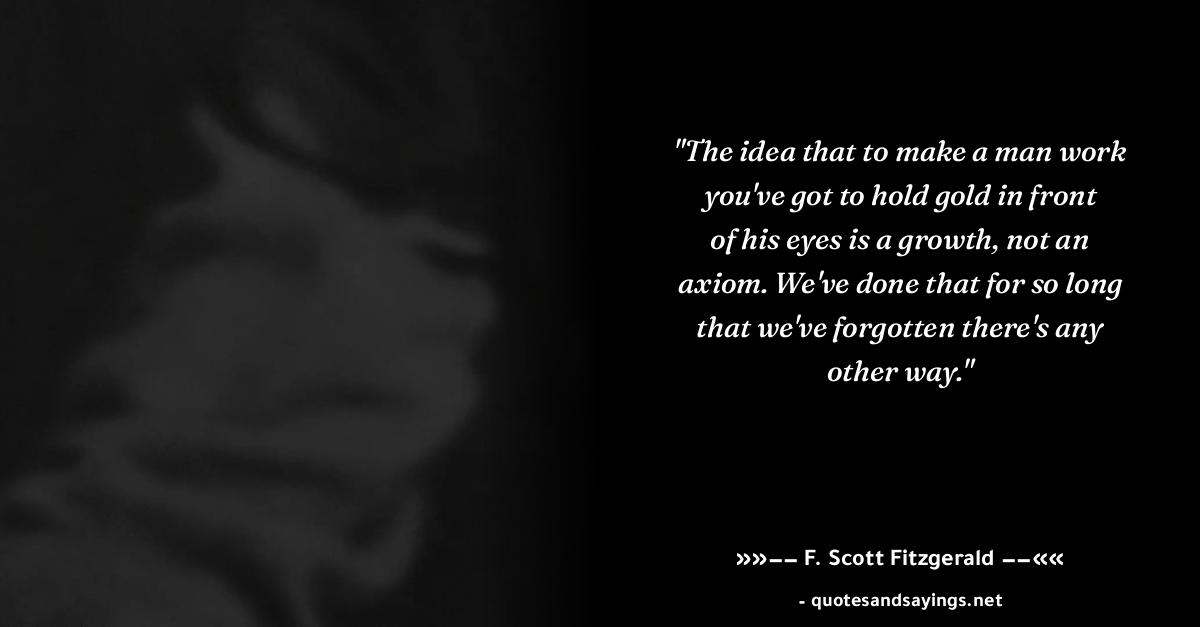 "The idea that to make a man work
you've got to hold gold in front
of his eyes is a growth, not an
axiom. We've done that for so long
that we've forgotten there's any
other way."
»»−− F. Scott Fitzgerald −−««
- quotesandsayings.net